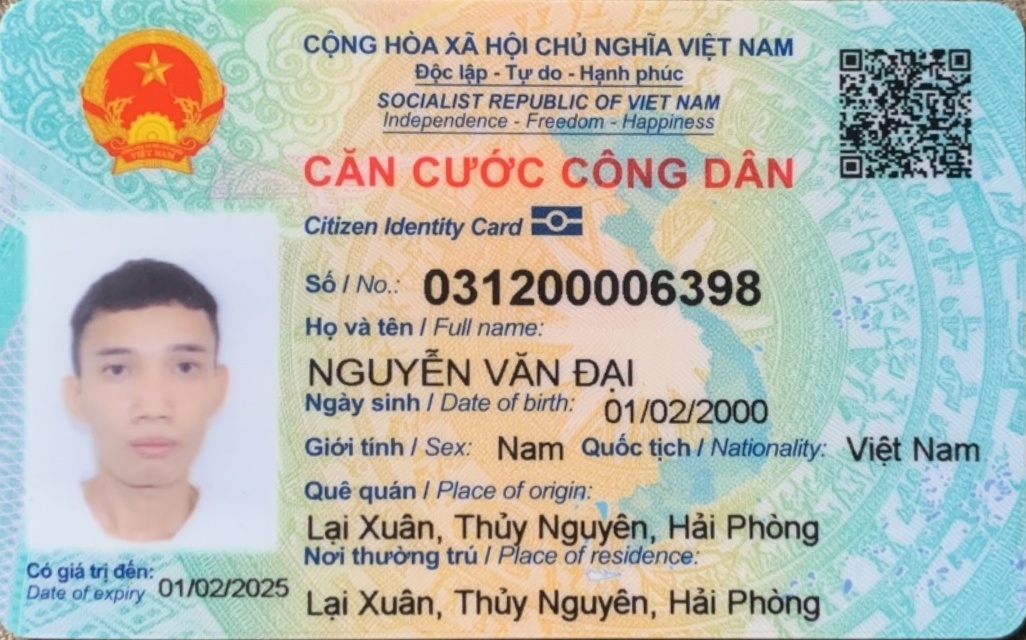 CỘNG HÒA XÃ HỘI CHỦ NGHĨA VIỆT NAM
Độc lập - Tự do - Hạnh phúc
SOCIALIST REPUBLIC OF VIET NAM
Independence - Freedom - Happiness
CĂN CƯỚC CÔNG DÂN
Citizen Identity Card
Số / No.: 031200006398
Họ và tên / Full name:
NGUYỄN VĂN ĐẠI
Ngày sinh / Date of birth: 01/02/2000
Giới tính / Sex: Nam Quốc tịch / Nationality: Việt Nam
Quê quán / Place of origin:
Lại Xuân, Thủy Nguyên, Hải Phòng
Nơi thường trú / Place of residence:
Lại Xuân, Thủy Nguyên, Hải Phòng
Có giá trị đến: 01/02/2025
Date of expiry
VIỆT NAM